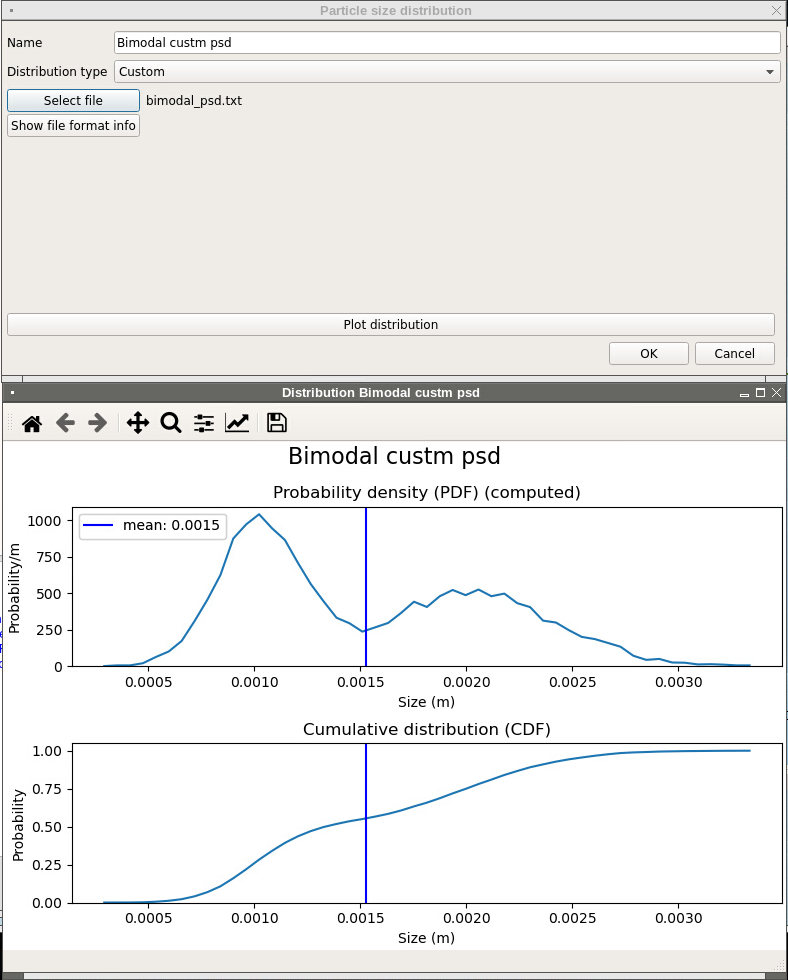 Particle size distribution
Name Bimodal custm psd
Distribution type Custom
Select file bimodal_psd.txt
Show file format info
Plot distribution
OK Cancel
Distribution Bimodal custm psd
Bimodal custm psd
Probability density (PDF) (computed)
mean: 0.0015
Probability/m
1000
750
500
250
0
0.0005 0.0010 0.0015 0.0020 0.0025 0.0030
Size (m)
Cumulative distribution (CDF)
Probability
1.00
0.75
0.50
0.25
0.00
0.0005 0.0010 0.0015 0.0020 0.0025 0.0030
Size (m)